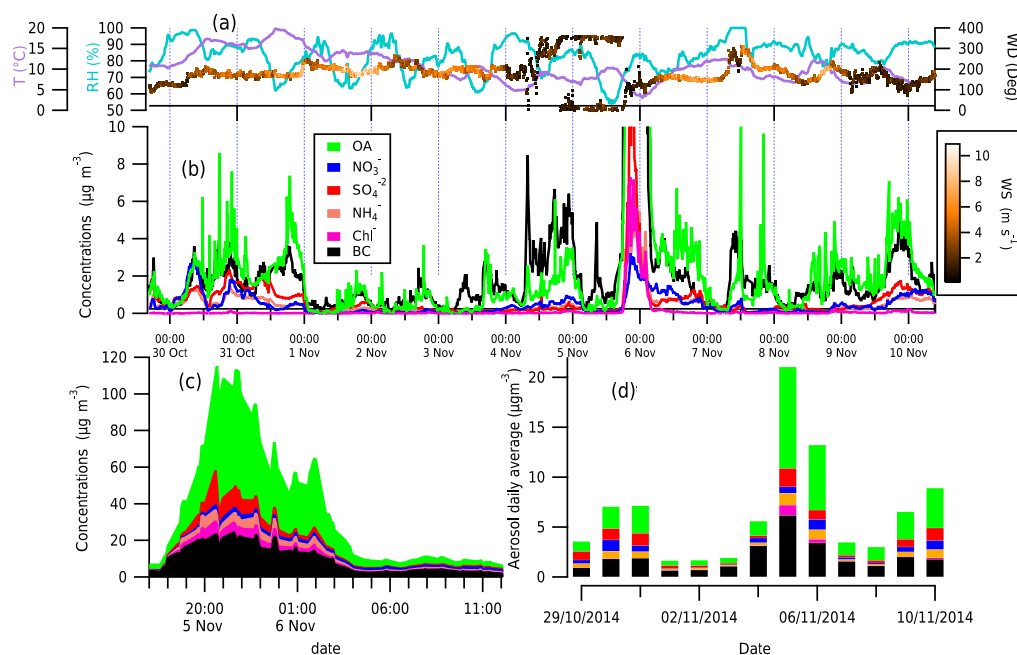 (a)
20
15
10
5
0
T (°C)
100
90
80
70
60
50
RH (%)
400
300
200
100
0
WD (Deg)
(b)
10
8
6
4
2
0
Concentrations (µg m-3)
OA
NO3-
SO4-2
NH4-
Chl-
BC
10
8
6
4
2
WS (m s-1)
00:00 00:00 00:00 00:00 00:00 00:00 00:00 00:00 00:00 00:00 00:00 00:00
30 Oct 31 Oct 1 Nov 2 Nov 3 Nov 4 Nov 5 Nov 6 Nov 7 Nov 8 Nov 9 Nov 10 Nov
(c)
120
100
80
60
40
20
0
Concentrations (µg m-3)
20:00 01:00 06:00 11:00
5 Nov 6 Nov
date
(d)
20
15
10
5
0
Aerosol daily average (µgm-3)
29/10/2014 02/11/2014 06/11/2014 10/11/2014
Date